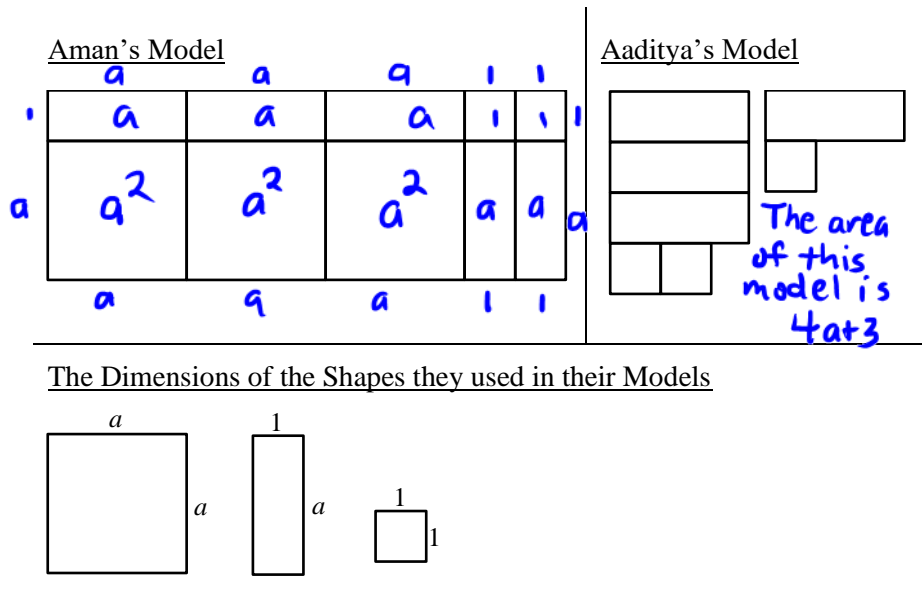 Aman's Model
a a a 1 1
1 a a a 1 1 1
a a² a² a² a a a
a a a 1 1
Aaditya's Model
The area
of this
model is
4a+3
The Dimensions of the Shapes they used in their Models
a
a
1
a
1
1